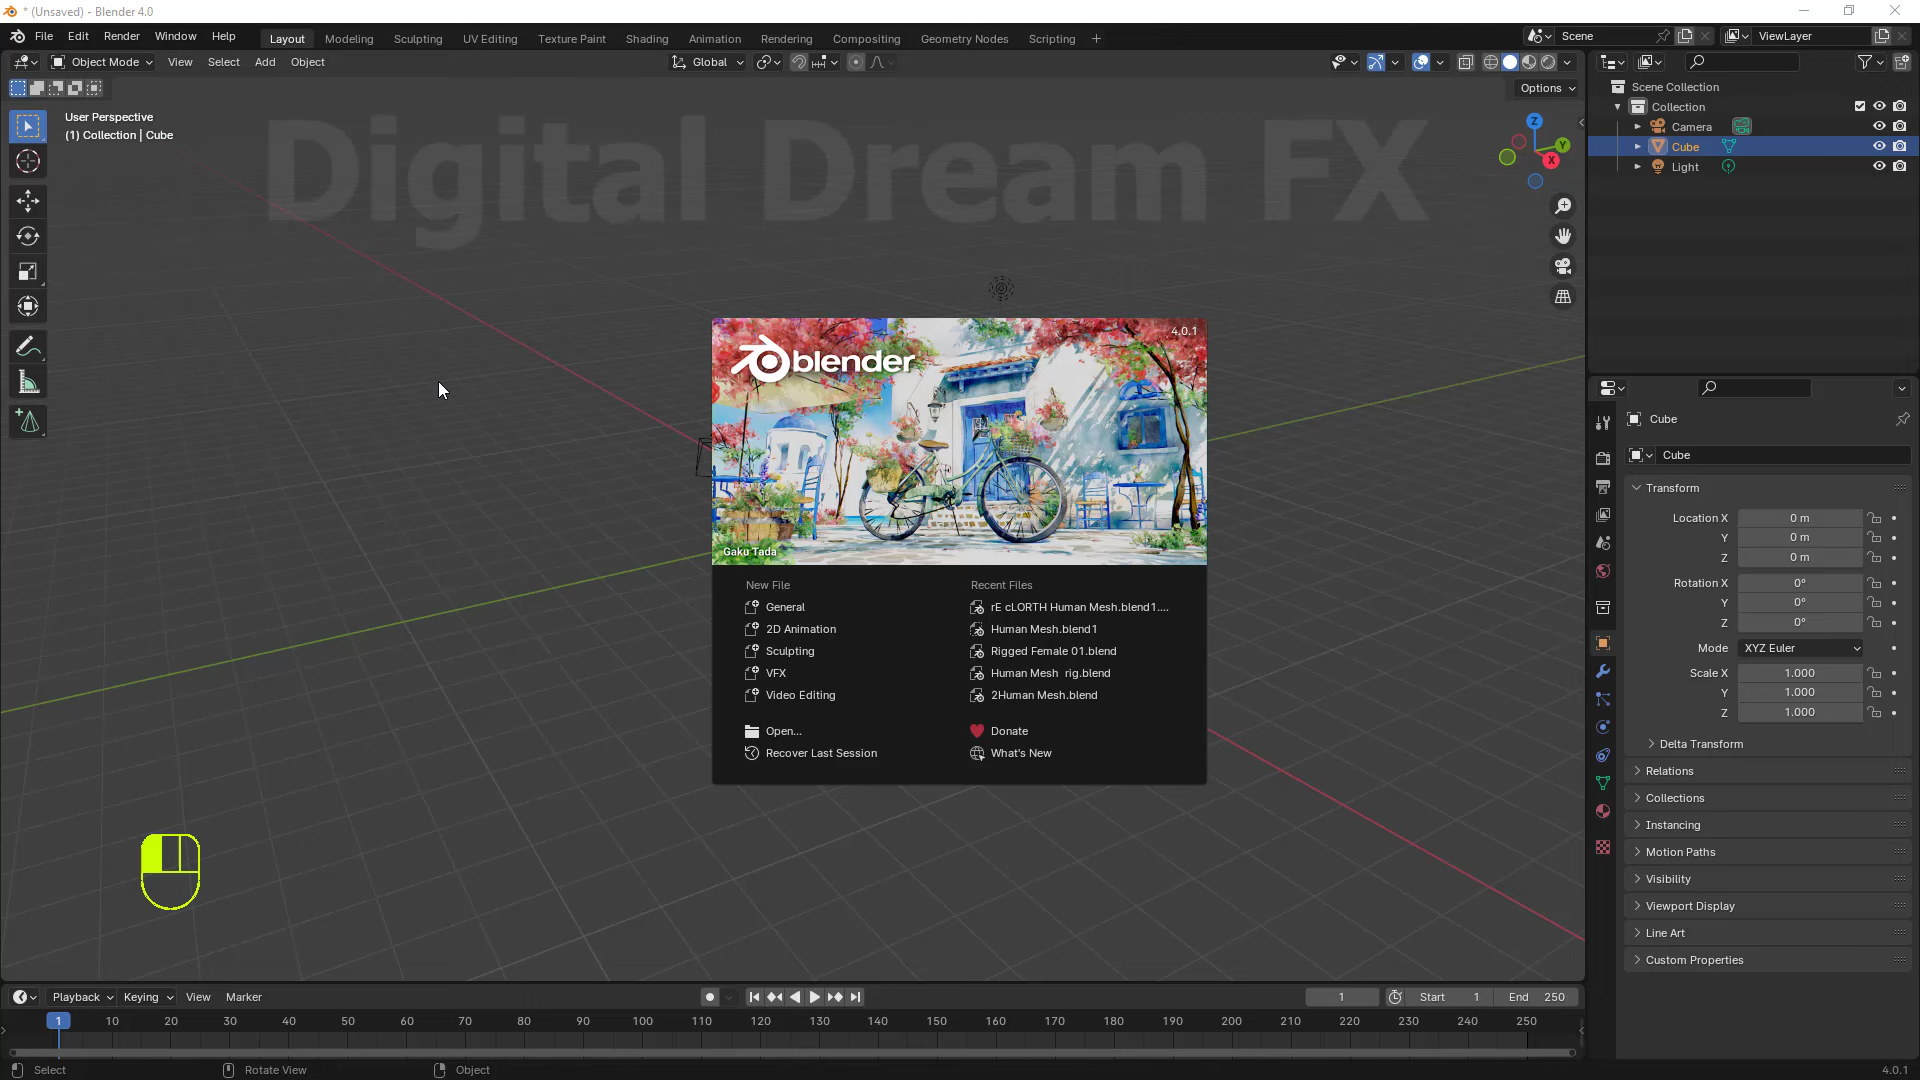 * (Unsaved) - Blender 4.0
File Edit Render Window Help
Layout Modeling Sculpting UV Editing Texture Paint Shading Animation Rendering Compositing Geometry Nodes Scripting +
Scene
ViewLayer
Object Mode View Select Add Object
Global
Options
User Perspective
(1) Collection | Cube
Digital Dream FX
Z
Y
X
Scene Collection
Collection
Camera
Cube
Light
blender
4.0.1
Gaku Tada
New File
General
2D Animation
Sculpting
VFX
Video Editing
Open...
Recover Last Session
Recent Files
rE cLORTH Human Mesh.blend1....
Human Mesh.blend1
Rigged Female 01.blend
Human Mesh rig.blend
2Human Mesh.blend
Donate
What's New
Cube
Cube
Transform
Location X 0 m
Y 0 m
Z 0 m
Rotation X 0°
Y 0°
Z 0°
Mode XYZ Euler
Scale X 1.000
Y 1.000
Z 1.000
Delta Transform
Relations
Collections
Instancing
Motion Paths
Visibility
Viewport Display
Line Art
Custom Properties
Playback Keying View Marker
1 Start 1 End 250
1 10 20 30 40 50 60 70 80 90 100 110 120 130 140 150 160 170 180 190 200 210 220 230 240 250
Select Rotate View Object 4.0.1